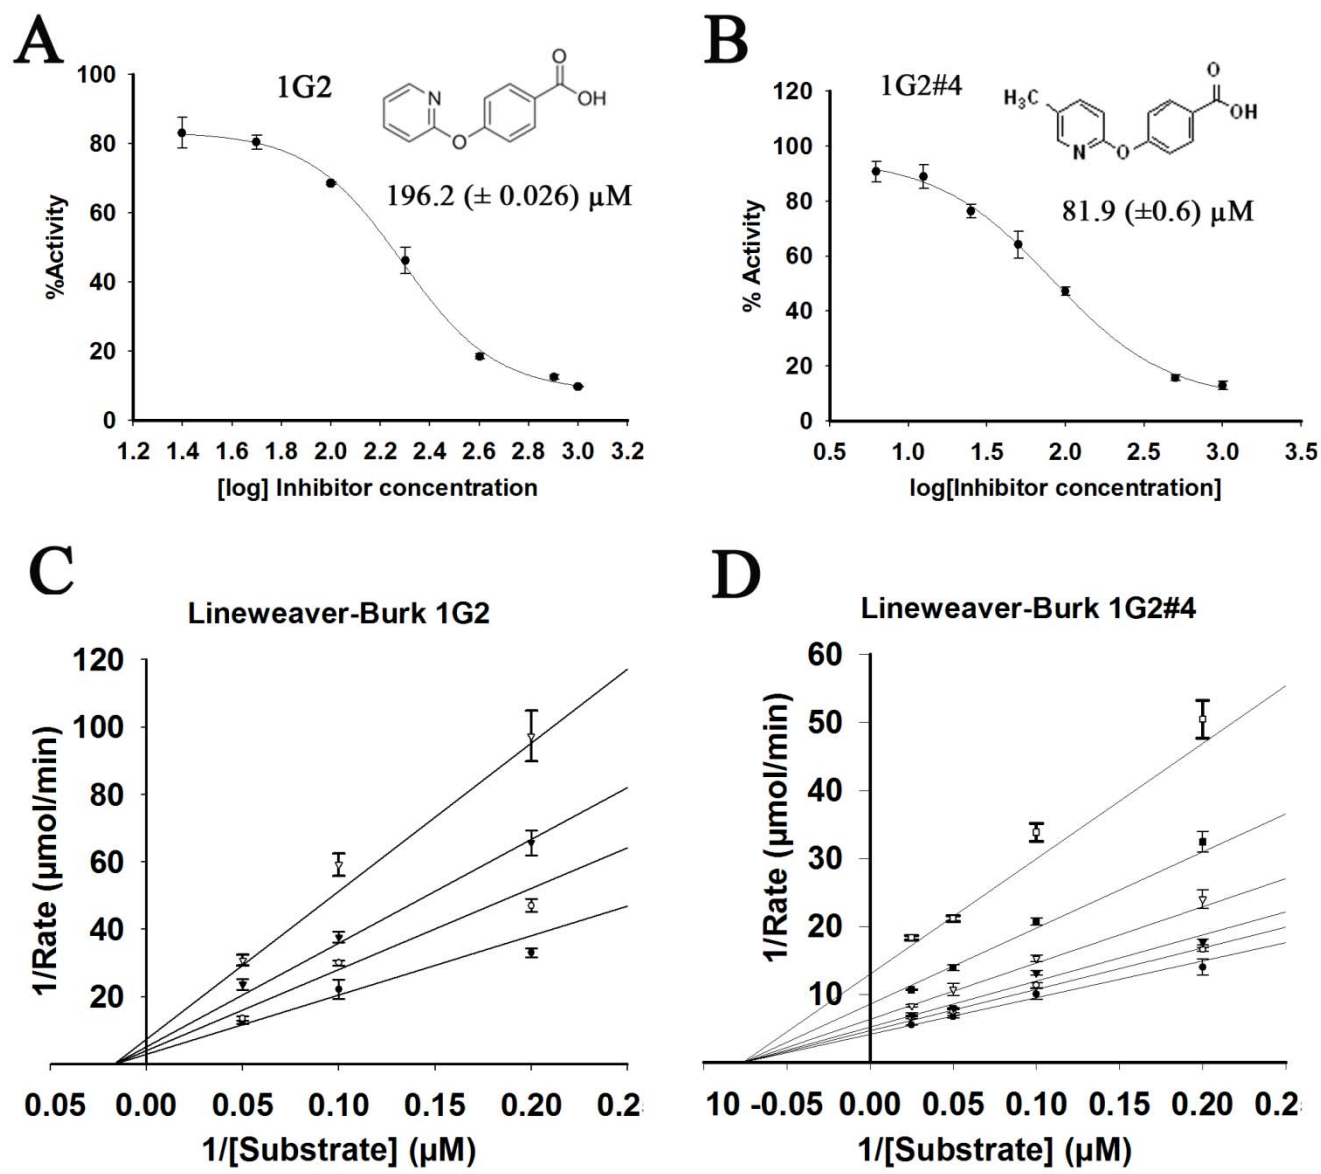 A
1G2
N
O
OH
O
196.2 (± 0.026) µM
100
80
60
40
20
0
%Activity
1.2 1.4 1.6 1.8 2.0 2.2 2.4 2.6 2.8 3.0 3.2
[log] Inhibitor concentration
B
1G2#4
H₃C
N
O
O
OH
81.9 (±0.6) µM
120
100
80
60
40
20
0
% Activity
0.5 1.0 1.5 2.0 2.5 3.0 3.5
log[Inhibitor concentration]
C
Lineweaver-Burk 1G2
120
100
80
60
40
20
1/Rate (µmol/min)
0.05 0.00 0.05 0.10 0.15 0.20 0.2
1/[Substrate] (µM)
D
Lineweaver-Burk 1G2#4
60
50
40
30
20
10
1/Rate (µmol/min)
10 -0.05 0.00 0.05 0.10 0.15 0.20 0.2
1/[Substrate] (µM)